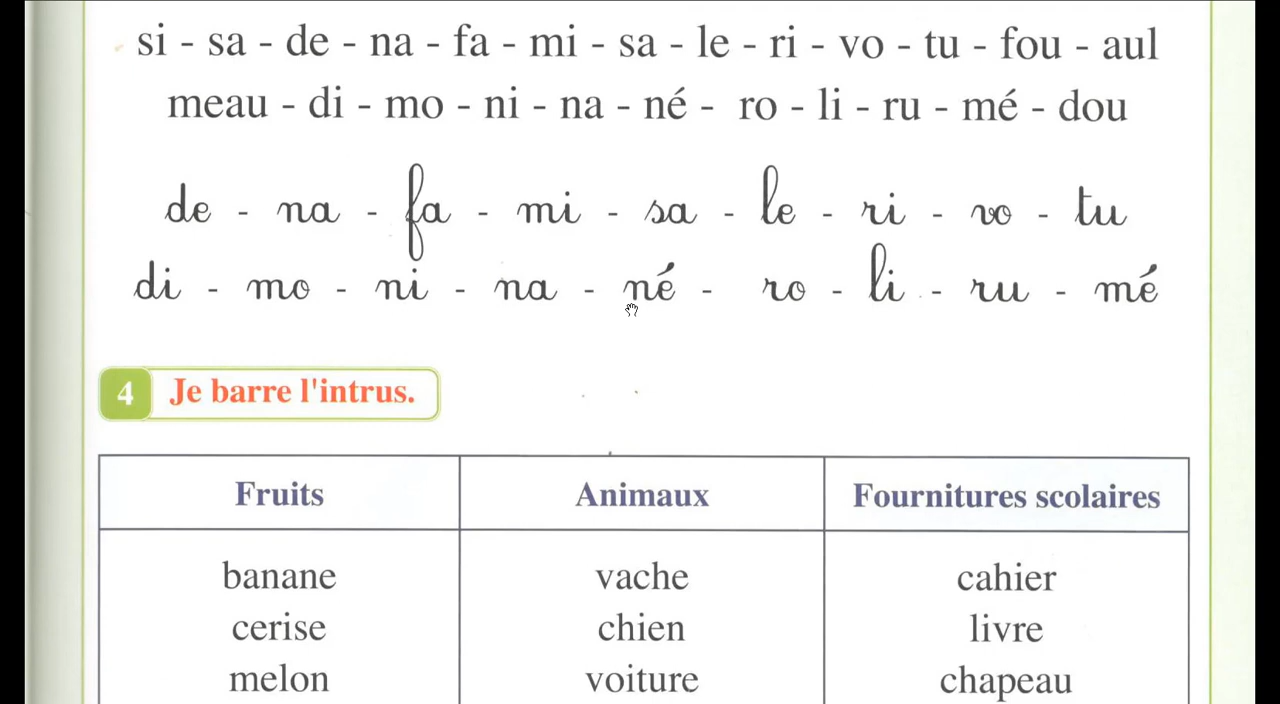 si - sa - de - na - fa - mi - sa - le - ri - vo - tu - fou - aul
meau - di - mo - ni - na - né - ro - li - ru - mé - dou
de - na - fa - mi - sa - le - ri - vo - tu
di - mo - ni - na - né - ro - li - ru - mé
4 Je barre l'intrus.
Fruits Animaux Fournitures scolaires
banane vache cahier
cerise chien livre
melon voiture chapeau